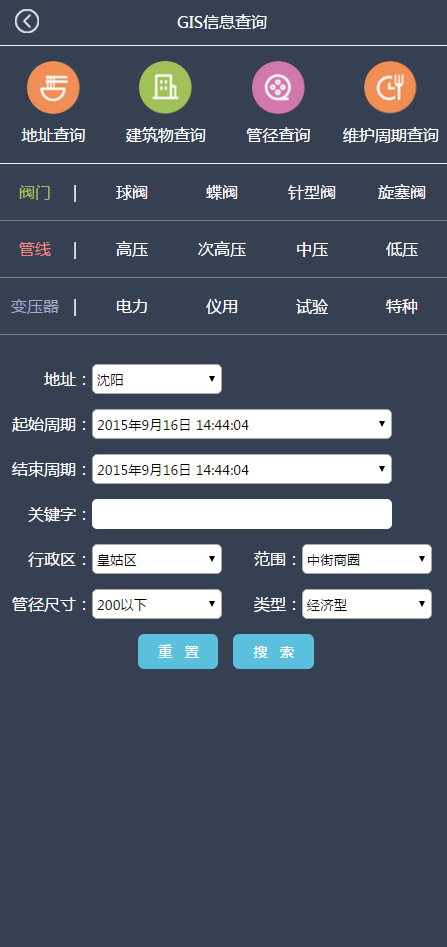 GIS信息查询
地址查询 建筑物查询 管径查询 维护周期查询
阀门 | 球阀 蝶阀 针型阀 旋塞阀
管线 | 高压 次高压 中压 低压
变压器 | 电力 仪用 试验 特种
地址： 沈阳
起始周期： 2015年9月16日 14:44:04
结束周期： 2015年9月16日 14:44:04
关键字：
行政区： 皇姑区 范围： 中街商圈
管径尺寸： 200以下 类型： 经济型
重 置 搜 索